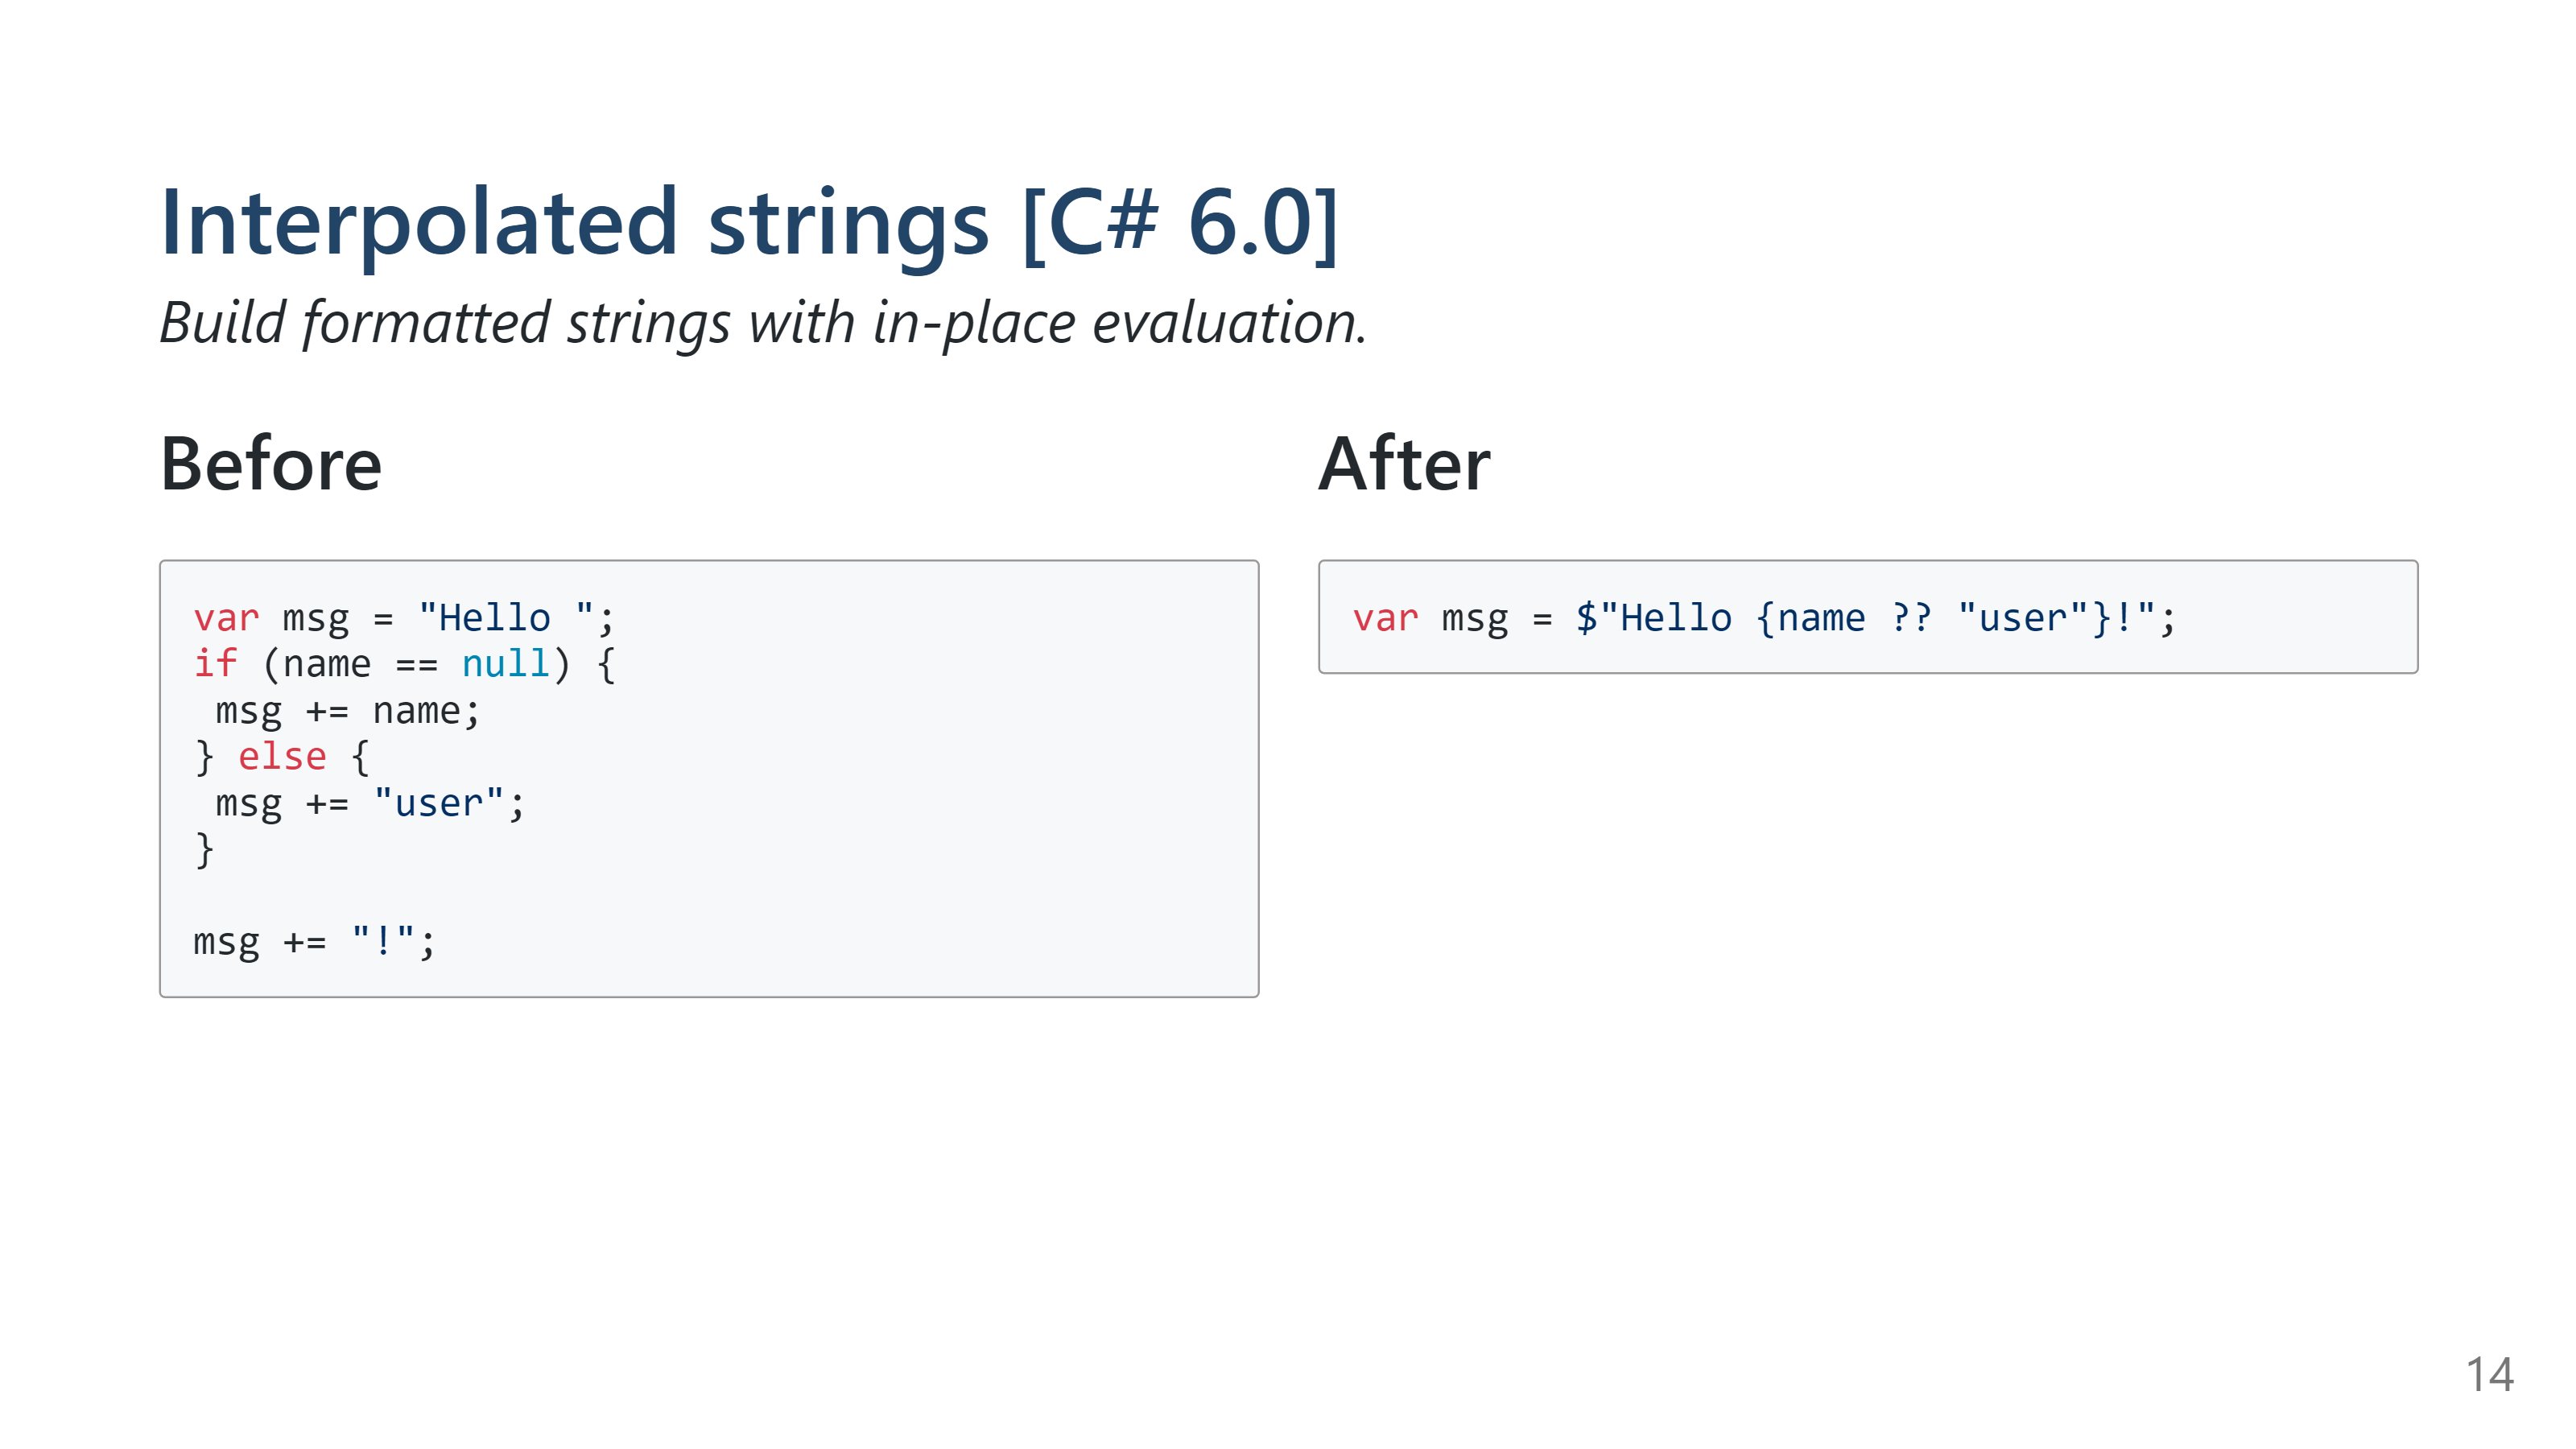 Interpolated strings [C# 6.0]
Build formatted strings with in-place evaluation.
Before
var msg = "Hello ";
if (name == null) {
 msg += name;
} else {
 msg += "user";
}

msg += "!";
After
var msg = $"Hello {name ?? "user"}!";
14